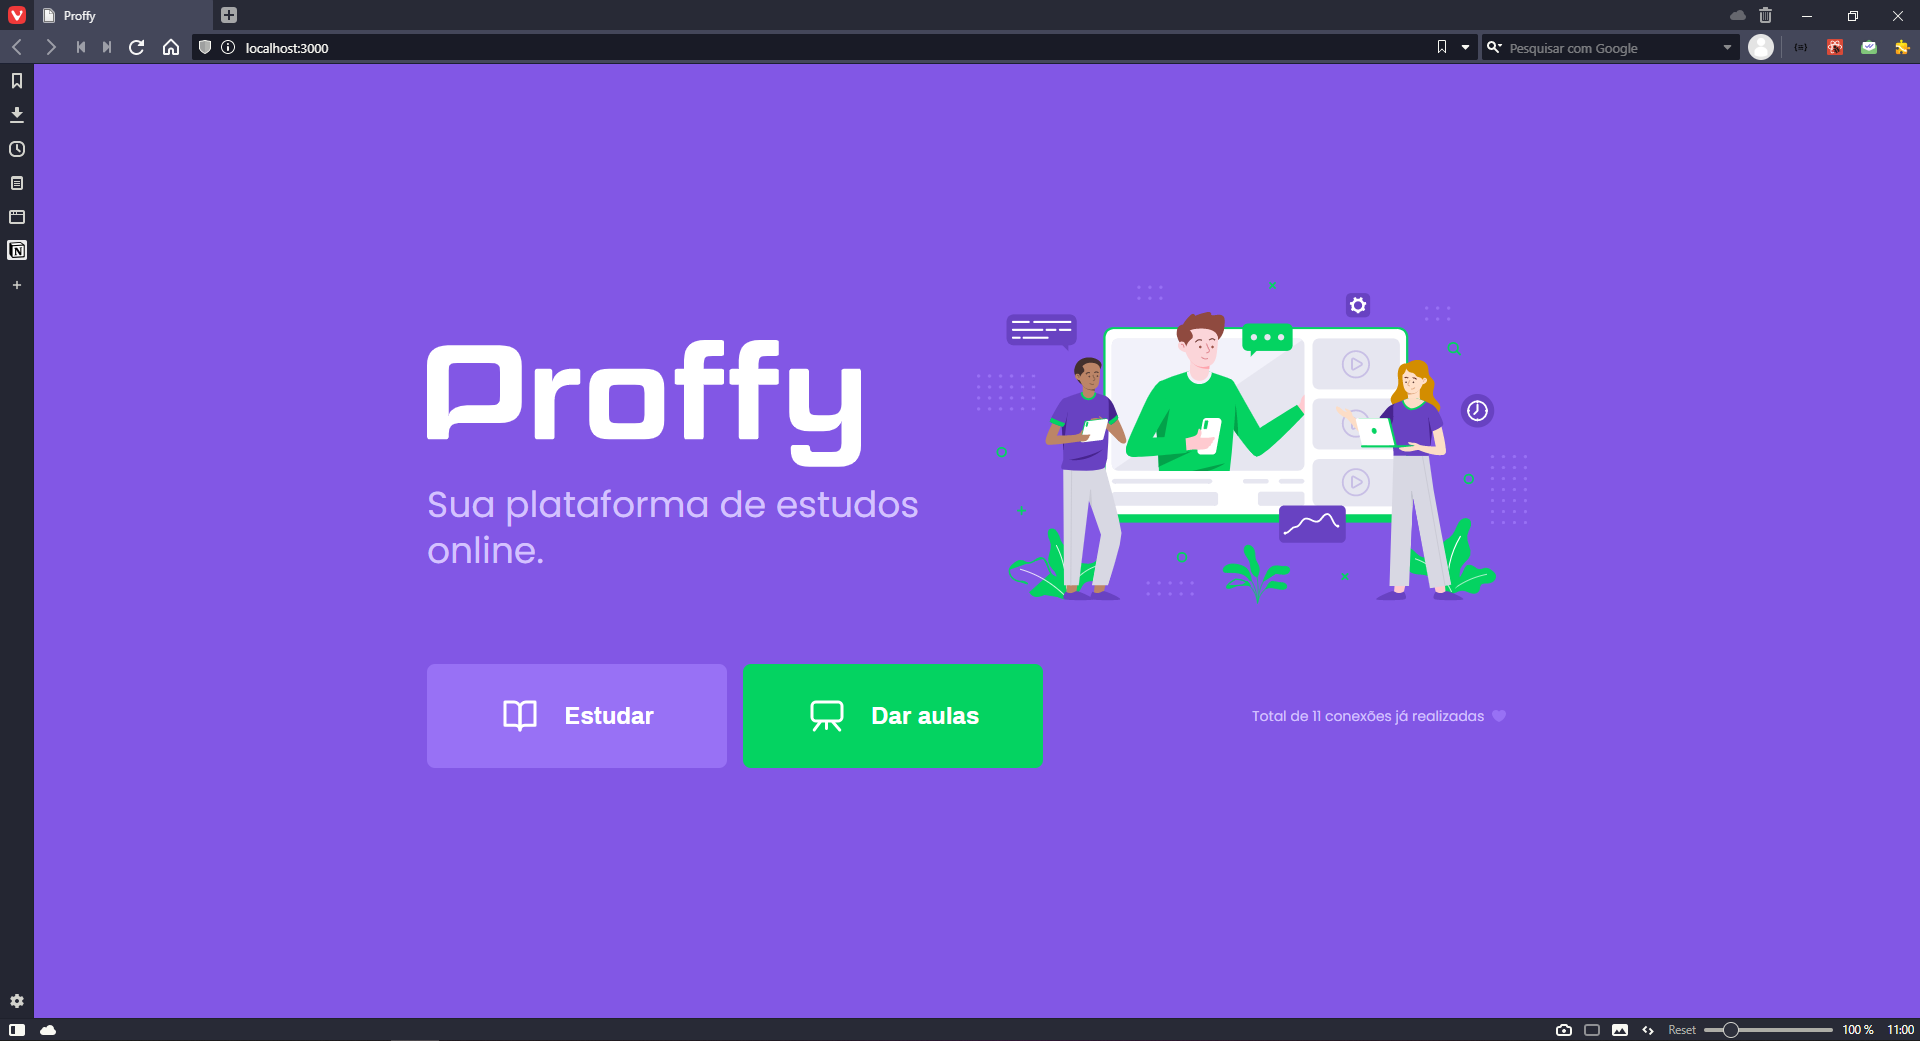 Proffy
localhost:3000
Pesquisar com Google
Proffy
Sua plataforma de estudos
online.
Estudar
Dar aulas
Total de 11 conexões já realizadas
Reset
100 %
11:00